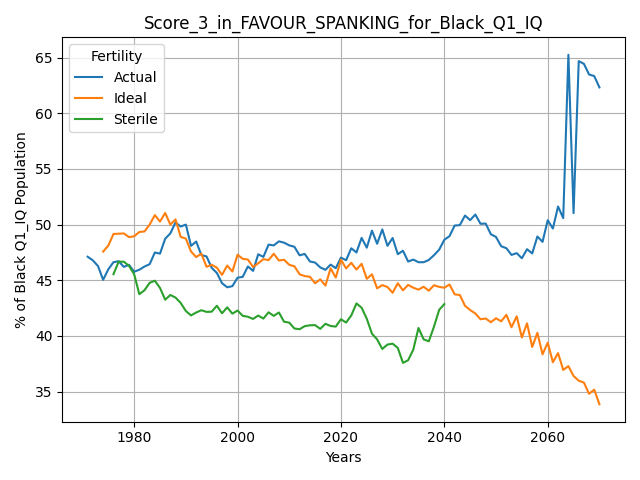 Score_3_in_FAVOUR_SPANKING_for_Black_Q1_IQ
Fertility
Actual
Ideal
Sterile
% of Black Q1_IQ Population
65
60
55
50
45
40
35
1980
2000
2020
2040
2060
Years